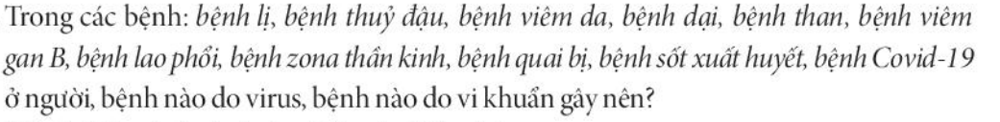 Trong các bệnh: bệnh lị, bệnh thuỷ đậu, bệnh viêm da, bệnh dại, bệnh than, bệnh viêm
gan B, bệnh lao phổi, bệnh zona thần kinh, bệnh quai bị, bệnh sốt xuất huyết, bệnh Covid-19
ở người, bệnh nào do virus, bệnh nào do vi khuẩn gây nên?